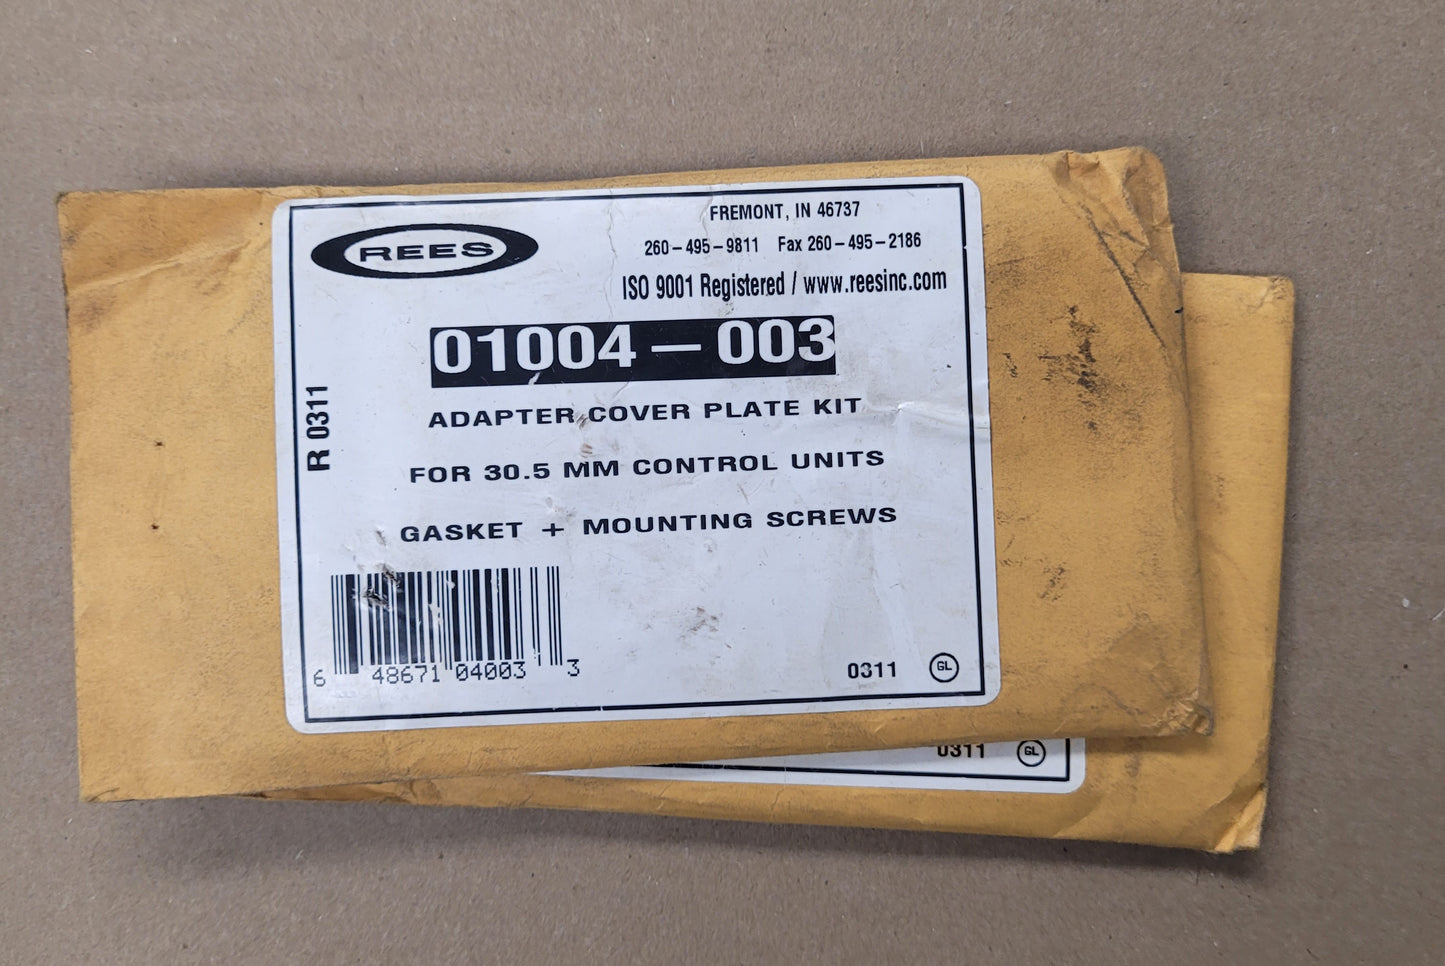 REES
FREMONT, IN 46737
260-495-9811 Fax 260-495-2186
ISO 9001 Registered / www.reesinc.com
01004-003
R 0311
ADAPTER COVER PLATE KIT
FOR 30.5 MM CONTROL UNITS
GASKET + MOUNTING SCREWS
6 48671 04003 3
0311 GL
0311 GL